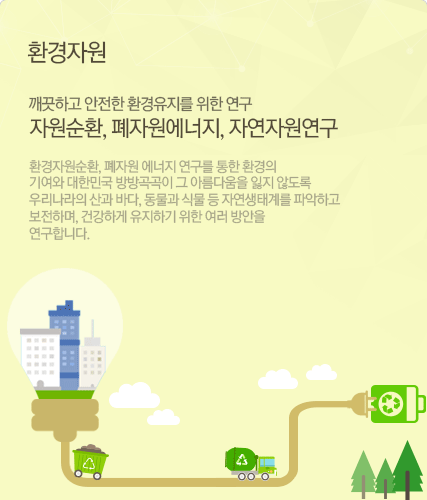 환경자원
깨끗하고 안전한 환경유지를 위한 연구
자원순환, 폐자원에너지, 자연자원연구
환경자원순환, 폐자원 에너지 연구를 통한 환경의
기여와 대한민국 방방곡곡이 그 아름다움을 잃지 않도록
우리나라의 산과 바다, 동물과 식물 등 자연생태계를 파악하고
보전하며, 건강하게 유지하기 위한 여러 방안을
연구합니다.